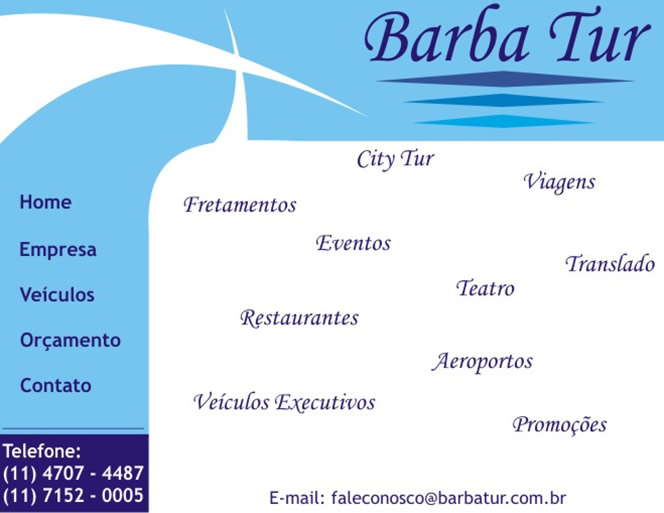 Barba Tur
City Tur
Viagens
Fretamentos
Eventos
Translado
Teatro
Restaurantes
Aeroportos
Veículos Executivos
Promoções
Home
Empresa
Veículos
Orçamento
Contato
Telefone:
(11) 4707 - 4487
(11) 7152 - 0005
E-mail: faleconosco@barbatur.com.br